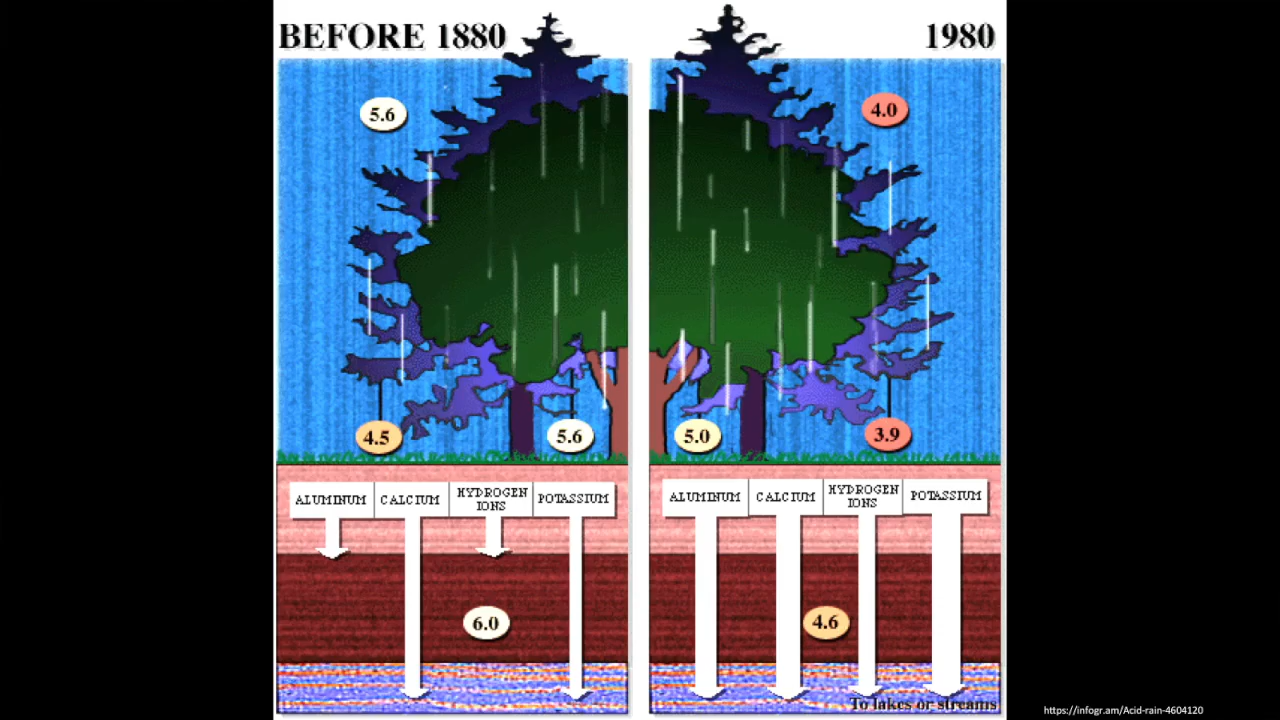 BEFORE 1880
1980
5.6
4.0
4.5
5.6
5.0
3.9
ALUMINUM CALCIUM HYDROGEN IONS POTASSIUM
ALUMINUM CALCIUM HYDROGEN IONS POTASSIUM
6.0
4.6
To lakes or streams
https://infogr.am/Acid-rain-4604120